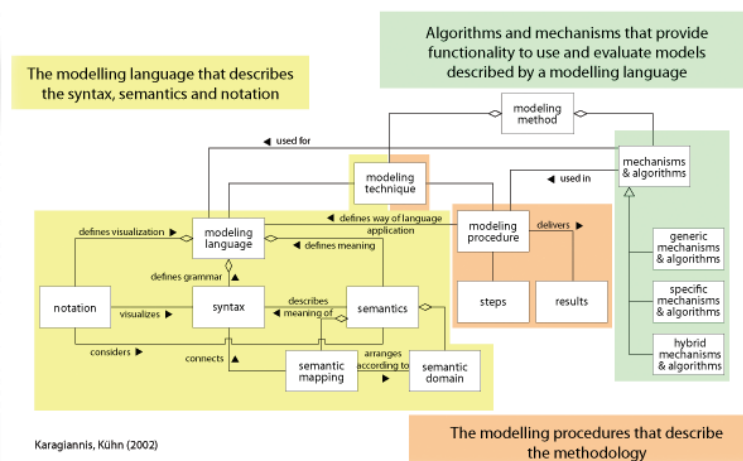 Algorithms and mechanisms that provide
functionality to use and evaluate models
described by a modelling language
The modelling language that describes
the syntax, semantics and notation
modeling
method
◄ used for
mechanisms
& algorithms
modeling
technique
◄ used in
modeling
language
◄ defines way of language
application
modeling
procedure
delivers ►
defines visualization ►
◄ defines meaning
generic
mechanisms
& algorithms
defines grammar ▲
notation
visualizes ►
syntax
describes
◄ meaning of
semantics
steps
results
specific
mechanisms
& algorithms
considers ►
connects ▲
semantic
mapping
arranges
according to
►
semantic
domain
hybrid
mechanisms
& algorithms
Karagiannis, Kühn (2002)
The modelling procedures that describe
the methodology